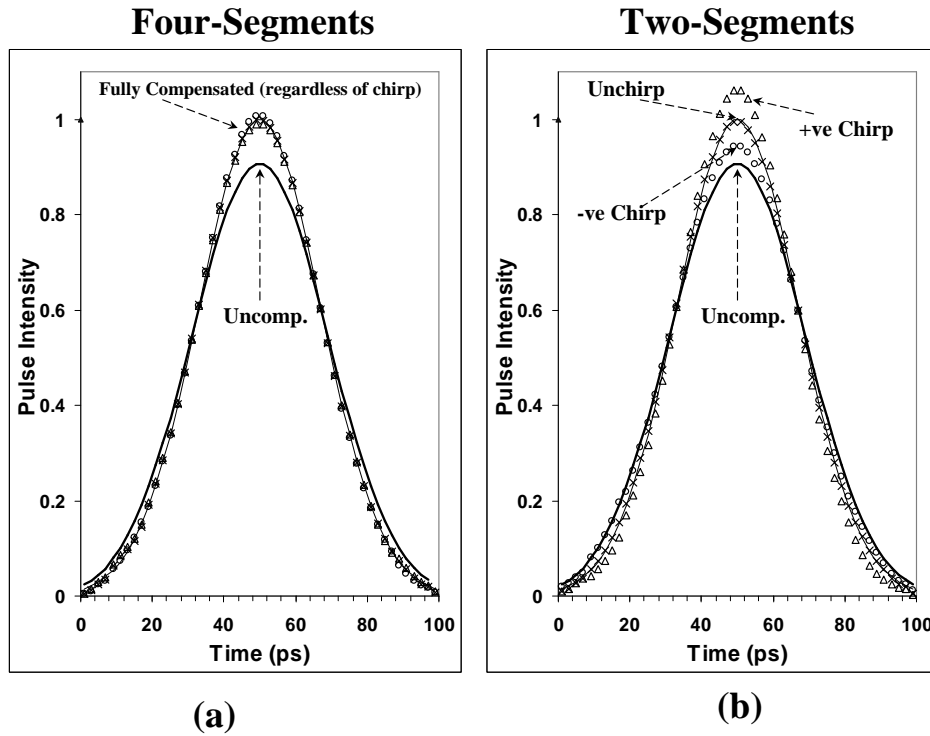 Four-Segments
Two-Segments
Fully Compensated (regardless of chirp)
Uncomp.
Pulse Intensity
1
0.8
0.6
0.4
0.2
0
0
20
40
60
80
100
Time (ps)
(a)
Unchirp
+ve Chirp
-ve Chirp
Uncomp.
Pulse Intensity
1
0.8
0.6
0.4
0.2
0
0
20
40
60
80
100
Time (ps)
(b)